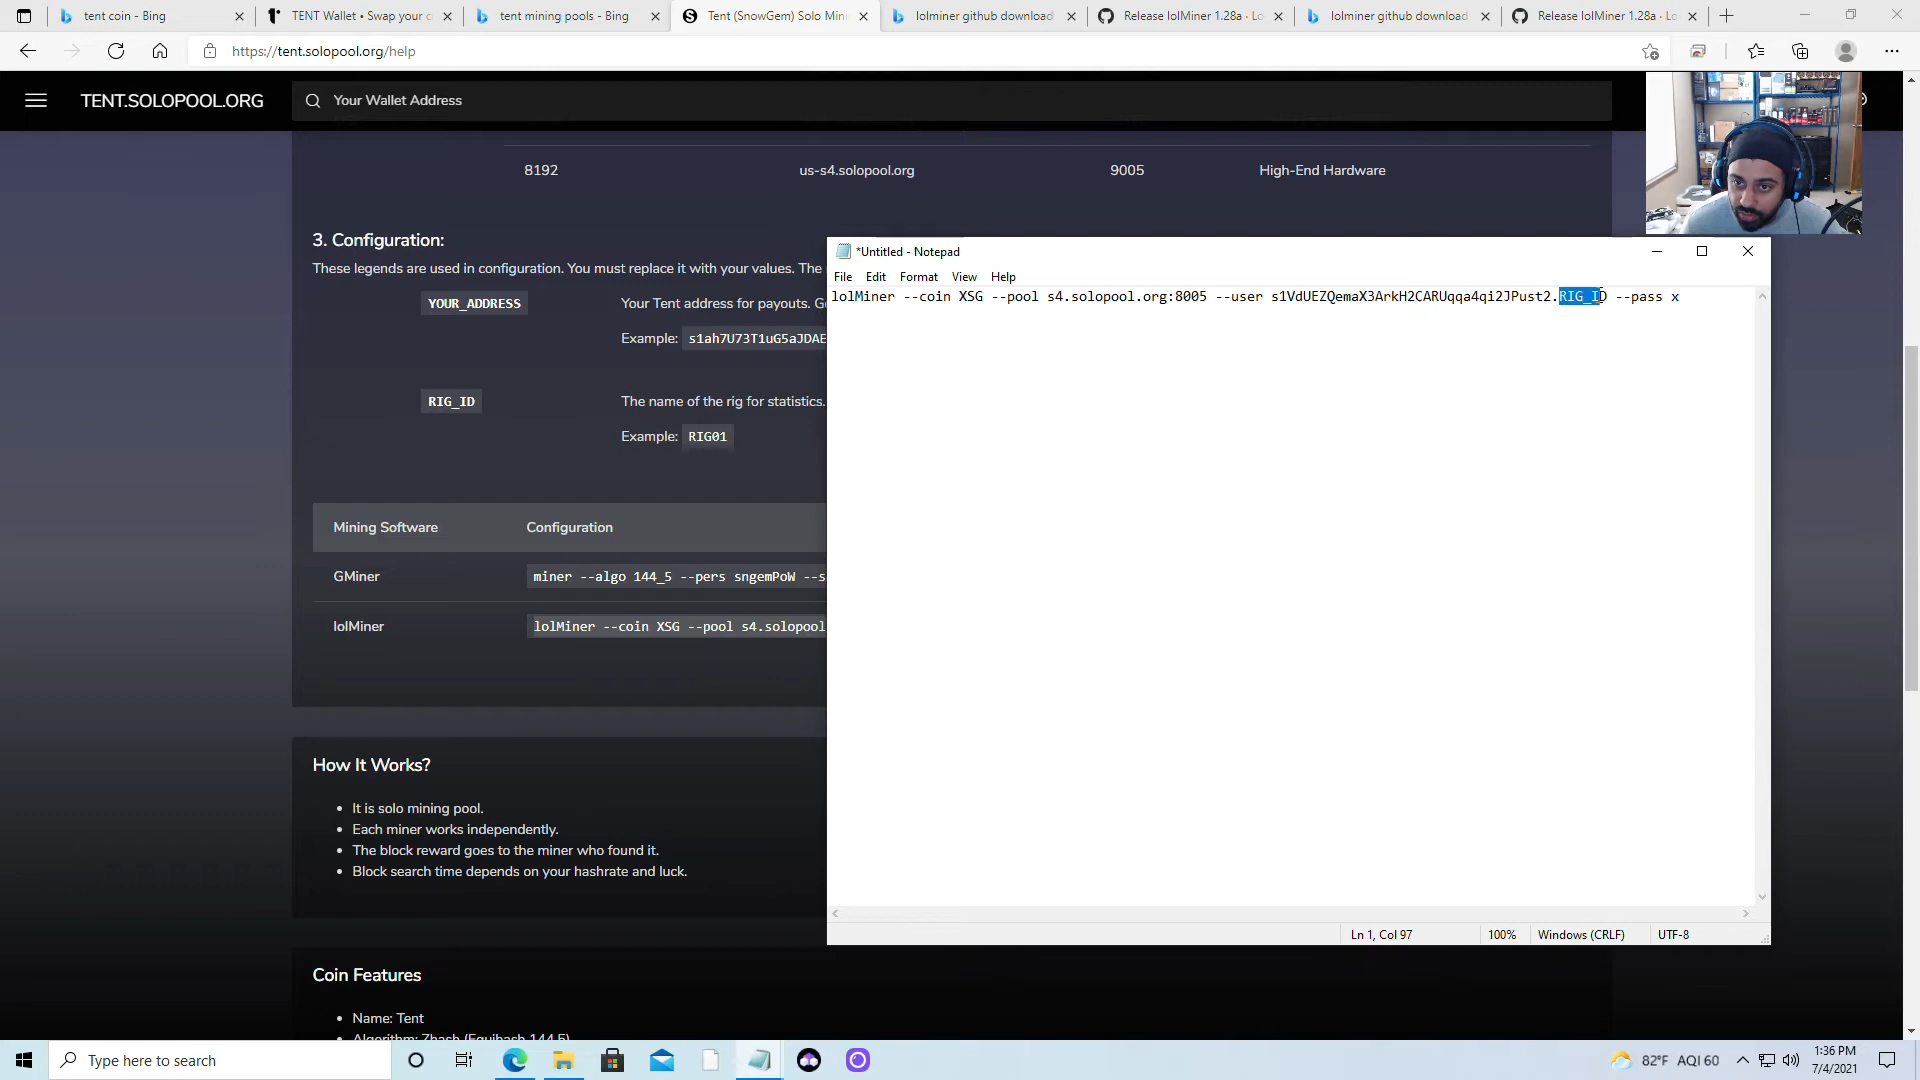 tent coin - Bing
TENT Wallet • Swap your c
tent mining pools - Bing
Tent (SnowGem) Solo Mini
lolminer github download
Release lolMiner 1.28a · Lo
lolminer github download
Release lolMiner 1.28a · Lo
https://tent.solopool.org/help
TENT.SOLOPOOL.ORG
Your Wallet Address
8192
us-s4.solopool.org
9005
High-End Hardware
3. Configuration:
These legends are used in configuration. You must replace it with your values. The
YOUR_ADDRESS
Your Tent address for payouts. G
Example: s1ah7U73T1uG5aJDAE
RIG_ID
The name of the rig for statistics.
Example: RIG01
Mining Software
Configuration
GMiner
miner --algo 144_5 --pers sngemPoW --s
lolMiner
lolMiner --coin XSG --pool s4.solopool
How It Works?
• It is solo mining pool.
• Each miner works independently.
• The block reward goes to the miner who found it.
• Block search time depends on your hashrate and luck.
Coin Features
• Name: Tent
• Algorithm: Zhash (Equihash 144.5)
*Untitled - Notepad
File Edit Format View Help
lolMiner --coin XSG --pool s4.solopool.org:8005 --user s1VdUEZQemaX3ArkH2CARUqqa4qi2JPust2.RIG_ID --pass x
Ln 1, Col 97
100%
Windows (CRLF)
UTF-8
Type here to search
82°F AQI 60
1:36 PM
7/4/2021